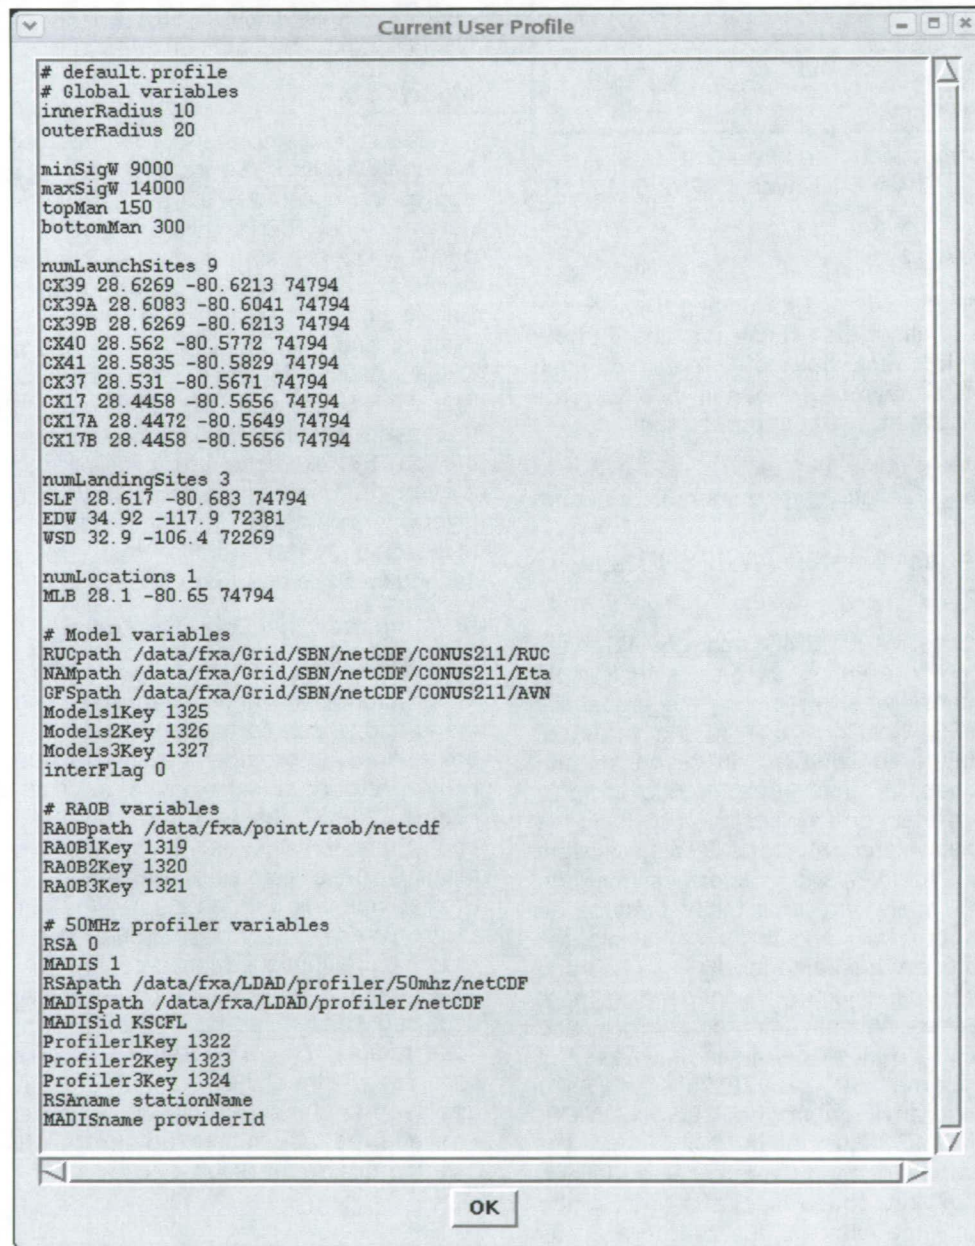 Current User Profile
# default.profile
# Global variables
innerRadius 10
outerRadius 20
minSigW 9000
maxSigW 14000
topMan 150
bottomMan 300
numLaunchSites 9
CX39 28.6269 -80.6213 74794
CX39A 28.6083 -80.6041 74794
CX39B 28.6269 -80.6213 74794
CX40 28.562 -80.5772 74794
CX41 28.5835 -80.5829 74794
CX37 28.531 -80.5671 74794
CX17 28.4458 -80.5656 74794
CX17A 28.4472 -80.5649 74794
CX17B 28.4458 -80.5656 74794
numLandingSites 3
SLF 28.617 -80.683 74794
EDW 34.92 -117.9 72381
WSD 32.9 -106.4 72269
numLocations 1
MLB 28.1 -80.65 74794
# Model variables
RUCpath /data/fxa/Grid/SBN/netCDF/CONUS211/RUC
NAMpath /data/fxa/Grid/SBN/netCDF/CONUS211/Eta
GFSpath /data/fxa/Grid/SBN/netCDF/CONUS211/AVN
Models1Key 1325
Models2Key 1326
Models3Key 1327
interFlag 0
# RAOB variables
RAOBpath /data/fxa/point/raob/netcdf
RAOB1Key 1319
RAOB2Key 1320
RAOB3Key 1321
# 50MHz profiler variables
RSA 0
MADIS 1
RSApath /data/fxa/LDAD/profiler/50mhz/netCDF
MADISpath /data/fxa/LDAD/profiler/netCDF
MADISid KSCFL
Profiler1Key 1322
Profiler2Key 1323
Profiler3Key 1324
RSAname stationName
MADISname providerId
OK